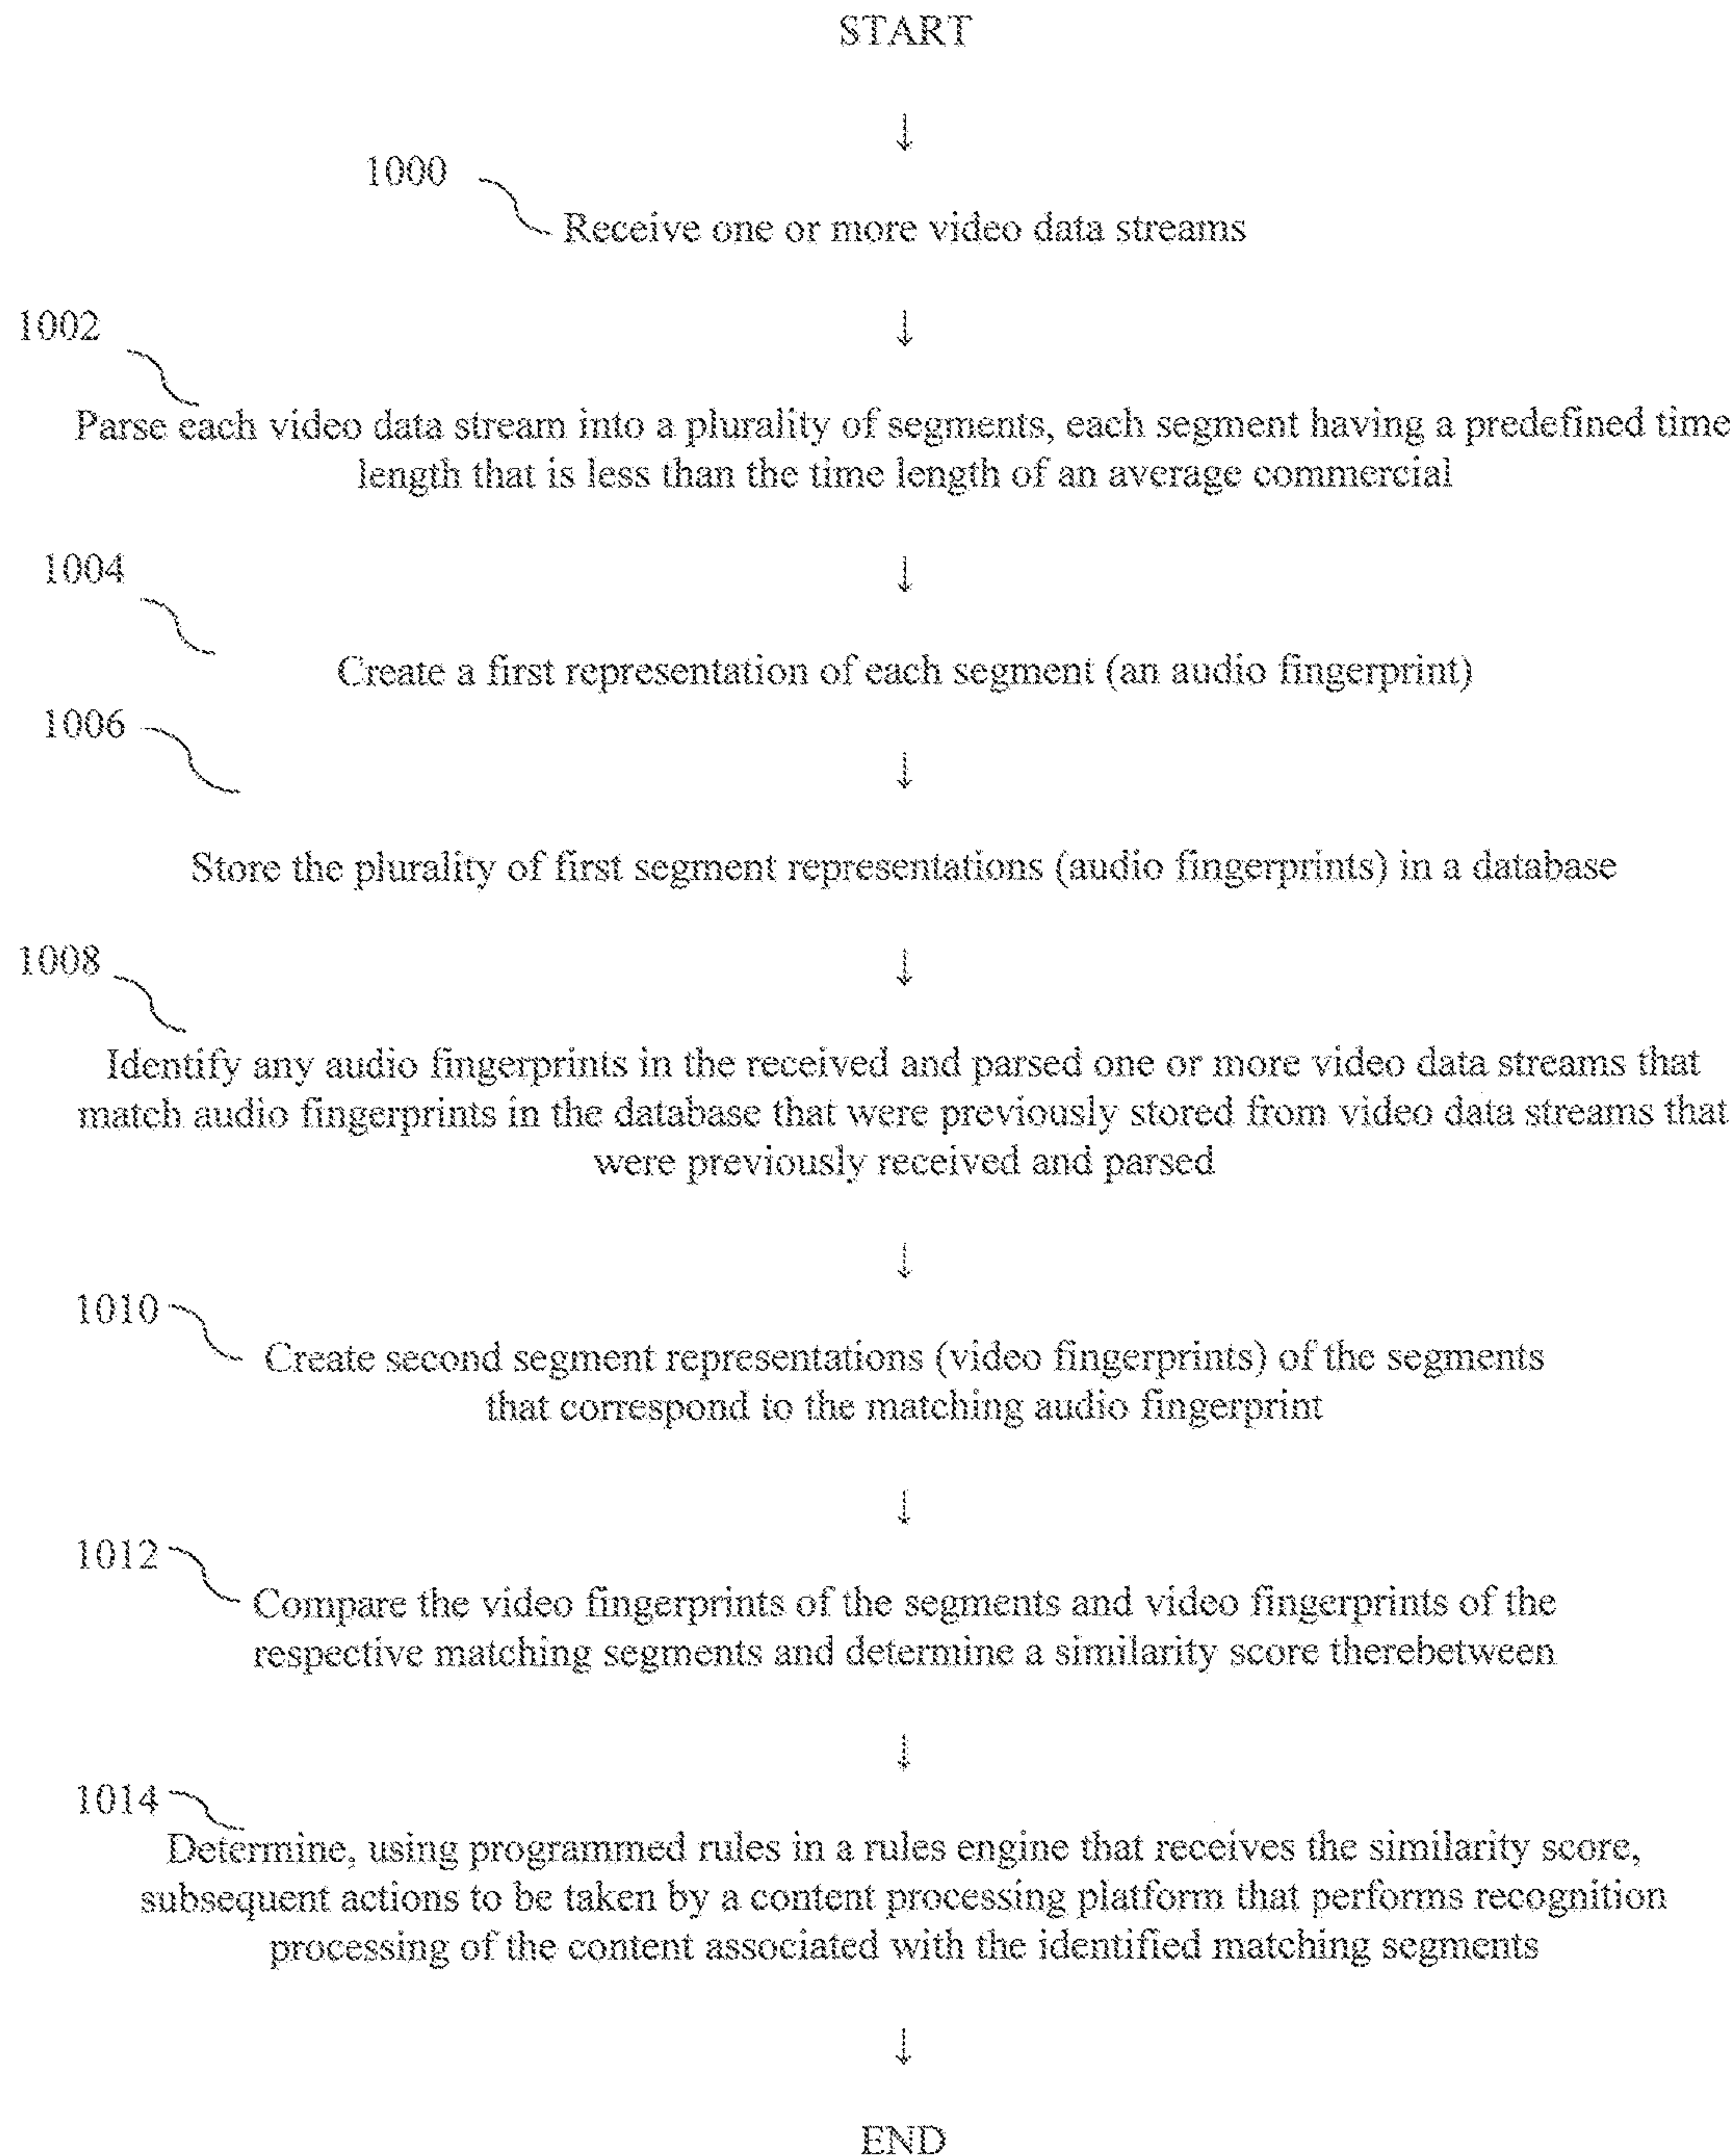 START
↓
1000
Receive one or more video data streams
↓
1002
Parse each video data stream into a plurality of segments, each segment having a predefined time
length that is less than the time length of an average commercial
↓
1004
Create a first representation of each segment (an audio fingerprint)
1006
↓
Store the plurality of first segment representations (audio fingerprints) in a database
1008
↓
Identify any audio fingerprints in the received and parsed one or more video data streams that
match audio fingerprints in the database that were previously stored from video data streams that
were previously received and parsed
↓
1010
Create second segment representations (video fingerprints) of the segments
that correspond to the matching audio fingerprint
↓
1012
Compare the video fingerprints of the segments and video fingerprints of the
respective matching segments and determine a similarity score therebetween
↓
1014
Determine, using programmed rules in a rules engine that receives the similarity score,
subsequent actions to be taken by a content processing platform that performs recognition
processing of the content associated with the identified matching segments
↓
END